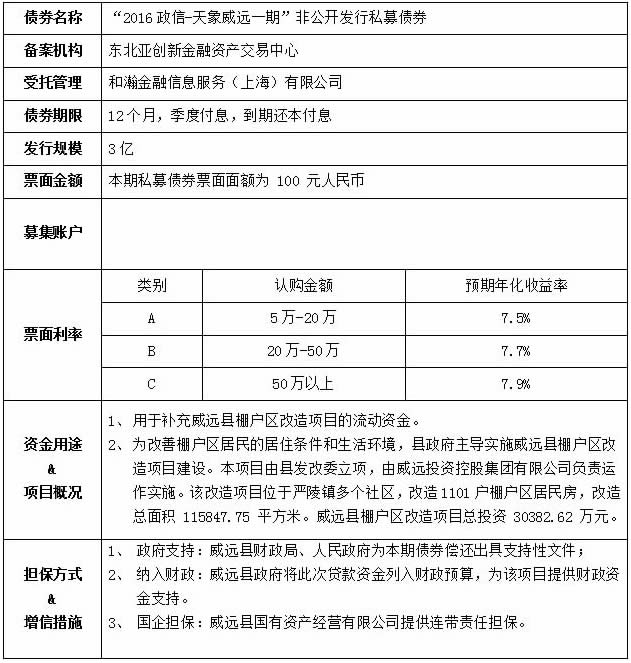 债券名称 “2016 政信-天象威远一期”非公开发行私募债券
备案机构 东北亚创新金融资产交易中心
受托管理 和瀚金融信息服务（上海）有限公司
债券期限 12个月，季度付息，到期还本付息
发行规模 3亿
票面金额 本期私募债券票面面额为 100 元人民币
募集账户
票面利率
类别 认购金额 预期年化收益率
A 5万-20万 7.5%
B 20万-50万 7.7%
C 50万以上 7.9%
资金用途
&
项目概况
1、用于补充威远县棚户区改造项目的流动资金。
2、为改善棚户区居民的居住条件和生活环境，县政府主导实施威远县棚户区改
造项目建设。本项目由县发改委立项，由威远投资控股集团有限公司负责运
作实施。该改造项目位于严陵镇多个社区，改造1101户棚户区居民房，改造
总面积 115847.75 平方米。威远县棚户区改造项目总投资 30382.62 万元。
担保方式
&
增信措施
1、 政府支持：威远县财政局、人民政府为本期债券偿还出具支持性文件；
2、 纳入财政：威远县政府将此次贷款资金列入财政预算，为该项目提供财政资
金支持。
3、 国企担保：威远县国有资产经营有限公司提供连带责任担保。